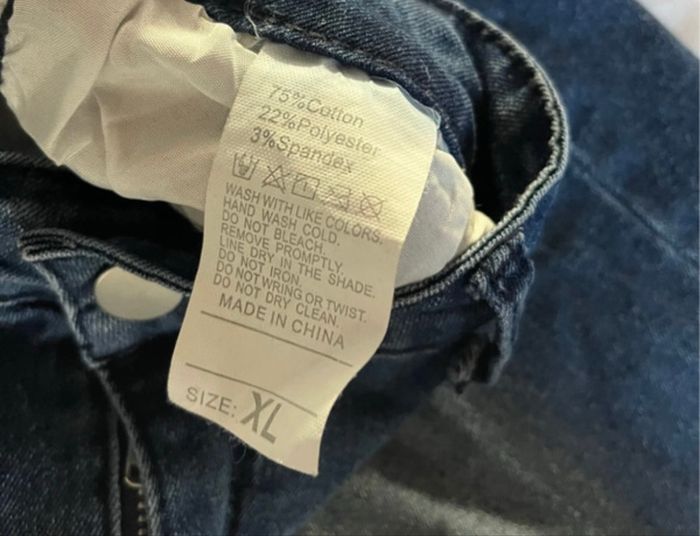 75%Cotton
22%Polyester
3%Spandex
WASH WITH LIKE COLORS.
HAND WASH COLD.
DO NOT BLEACH.
REMOVE PROMPTLY.
LINE DRY IN THE SHADE.
DO NOT IRON.
DO NOT WRING OR TWIST.
DO NOT DRY CLEAN.
MADE IN CHINA
SIZE: XL